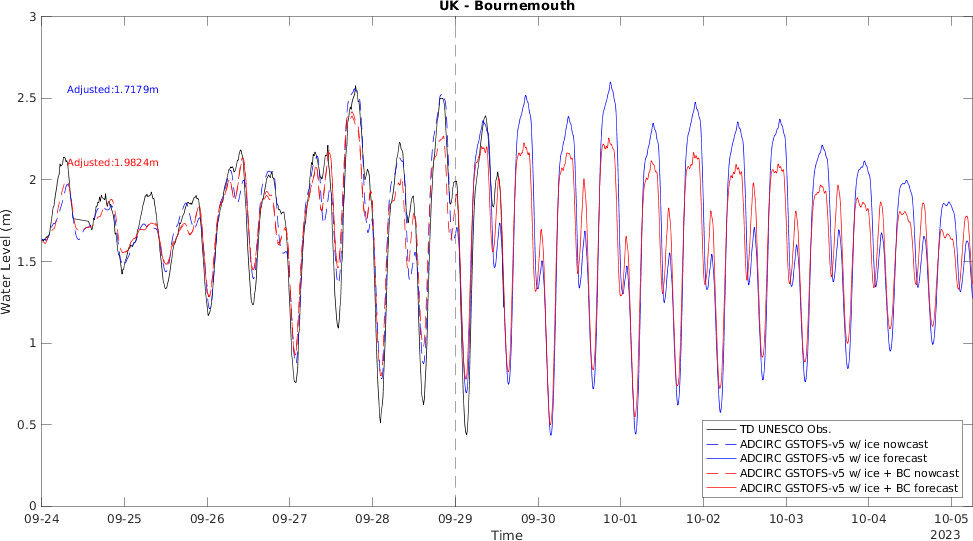 UK - Bournemouth
3
2.5
2
1.5
1
0.5
0
Water Level (m)
Adjusted:1.7179m
Adjusted:1.9824m
TD UNESCO Obs.
ADCIRC GSTOFS-v5 w/ ice nowcast
ADCIRC GSTOFS-v5 w/ ice forecast
ADCIRC GSTOFS-v5 w/ ice + BC nowcast
ADCIRC GSTOFS-v5 w/ ice + BC forecast
09-24 09-25 09-26 09-27 09-28 09-29 09-30 10-01 10-02 10-03 10-04 10-05
Time
2023